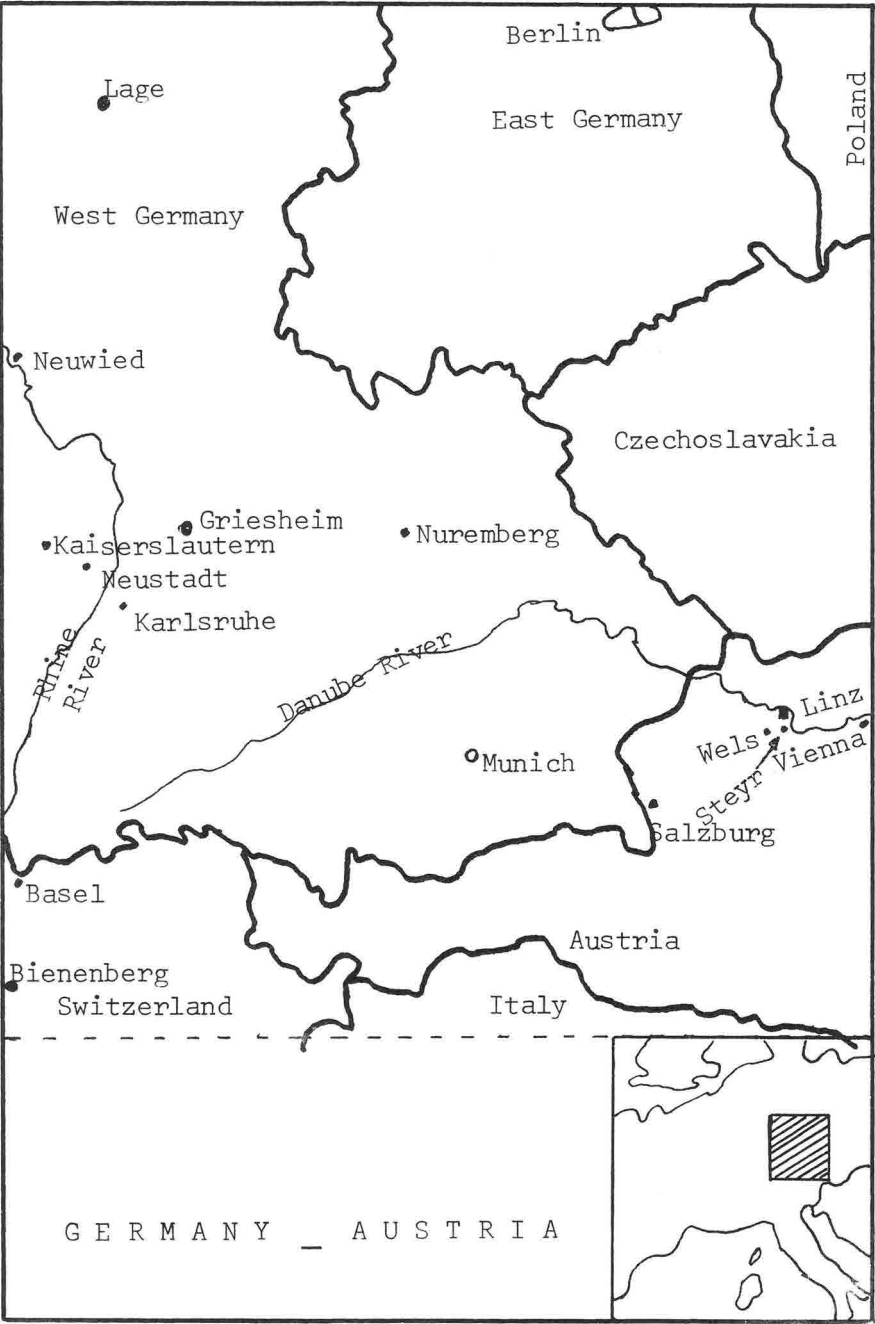 Berlin
Lage
East Germany
Poland
West Germany
Neuwied
Czechoslavakia
Griesheim
Nuremberg
Kaiserslautern
Neustadt
Karlsruhe
Rhine
River
Danube River
Linz
Wels
Vienna
Steyr
Munich
Salzburg
Basel
Austria
Bienenberg
Switzerland
Italy
GERMANY _ AUSTRIA